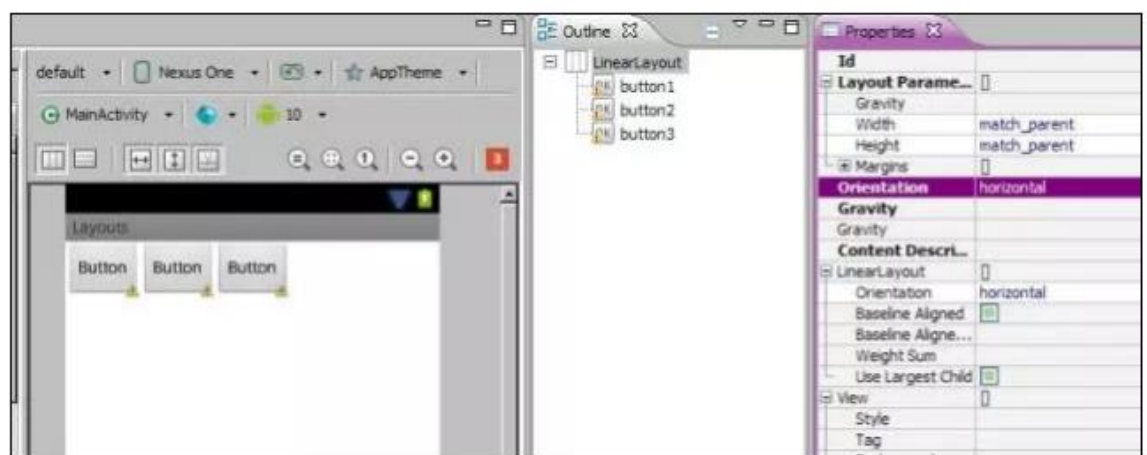 default Nexus One AppTheme
MainActivity 10
3
Layouts
Button Button Button
Outline
LinearLayout
button1
button2
button3
Properties
Id
Layout Parame... []
Gravity
Width match_parent
Height match_parent
Margins []
Orientation horizontal
Gravity
Gravity
Content Descri...
LinearLayout []
Orientation horizontal
Baseline Aligned
Baseline Aligne...
Weight Sum
Use Largest Child
View []
Style
Tag